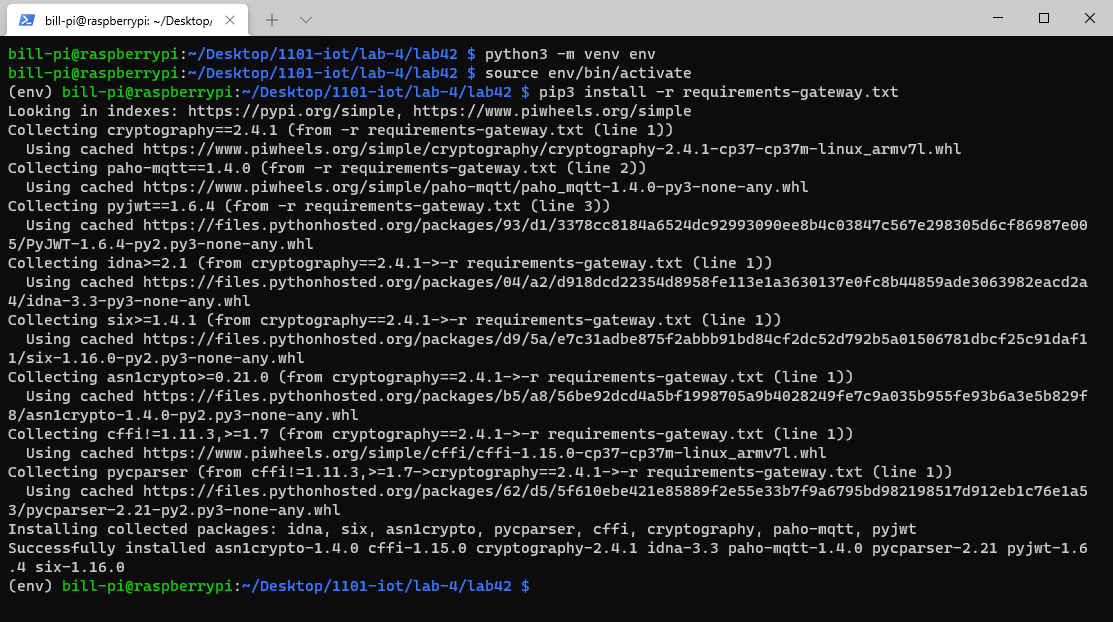 bill-pi@raspberrypi: ~/Desktop/
bill-pi@raspberrypi:~/Desktop/1101-iot/lab-4/lab42 $ python3 -m venv env
bill-pi@raspberrypi:~/Desktop/1101-iot/lab-4/lab42 $ source env/bin/activate
(env) bill-pi@raspberrypi:~/Desktop/1101-iot/lab-4/lab42 $ pip3 install -r requirements-gateway.txt
Looking in indexes: https://pypi.org/simple, https://www.piwheels.org/simple
Collecting cryptography==2.4.1 (from -r requirements-gateway.txt (line 1))
  Using cached https://www.piwheels.org/simple/cryptography/cryptography-2.4.1-cp37-cp37m-linux_armv7l.whl
Collecting paho-mqtt==1.4.0 (from -r requirements-gateway.txt (line 2))
  Using cached https://www.piwheels.org/simple/paho-mqtt/paho_mqtt-1.4.0-py3-none-any.whl
Collecting pyjwt==1.6.4 (from -r requirements-gateway.txt (line 3))
  Using cached https://files.pythonhosted.org/packages/93/d1/3378cc8184a6524dc92993090ee8b4c03847c567e298305d6cf86987e00
5/PyJWT-1.6.4-py2.py3-none-any.whl
Collecting idna>=2.1 (from cryptography==2.4.1->-r requirements-gateway.txt (line 1))
  Using cached https://files.pythonhosted.org/packages/04/a2/d918dcd22354d8958fe113e1a3630137e0fc8b44859ade3063982eacd2a
4/idna-3.3-py3-none-any.whl
Collecting six>=1.4.1 (from cryptography==2.4.1->-r requirements-gateway.txt (line 1))
  Using cached https://files.pythonhosted.org/packages/d9/5a/e7c31adbe875f2abbb91bd84cf2dc52d792b5a01506781dbcf25c91daf1
1/six-1.16.0-py2.py3-none-any.whl
Collecting asn1crypto>=0.21.0 (from cryptography==2.4.1->-r requirements-gateway.txt (line 1))
  Using cached https://files.pythonhosted.org/packages/b5/a8/56be92dcd4a5bf1998705a9b4028249fe7c9a035b955fe93b6a3e5b829f
8/asn1crypto-1.4.0-py2.py3-none-any.whl
Collecting cffi!=1.11.3,>=1.7 (from cryptography==2.4.1->-r requirements-gateway.txt (line 1))
  Using cached https://www.piwheels.org/simple/cffi/cffi-1.15.0-cp37-cp37m-linux_armv7l.whl
Collecting pycparser (from cffi!=1.11.3,>=1.7->cryptography==2.4.1->-r requirements-gateway.txt (line 1))
  Using cached https://files.pythonhosted.org/packages/62/d5/5f610ebe421e85889f2e55e33b7f9a6795bd982198517d912eb1c76e1a5
3/pycparser-2.21-py2.py3-none-any.whl
Installing collected packages: idna, six, asn1crypto, pycparser, cffi, cryptography, paho-mqtt, pyjwt
Successfully installed asn1crypto-1.4.0 cffi-1.15.0 cryptography-2.4.1 idna-3.3 paho-mqtt-1.4.0 pycparser-2.21 pyjwt-1.6
.4 six-1.16.0
(env) bill-pi@raspberrypi:~/Desktop/1101-iot/lab-4/lab42 $